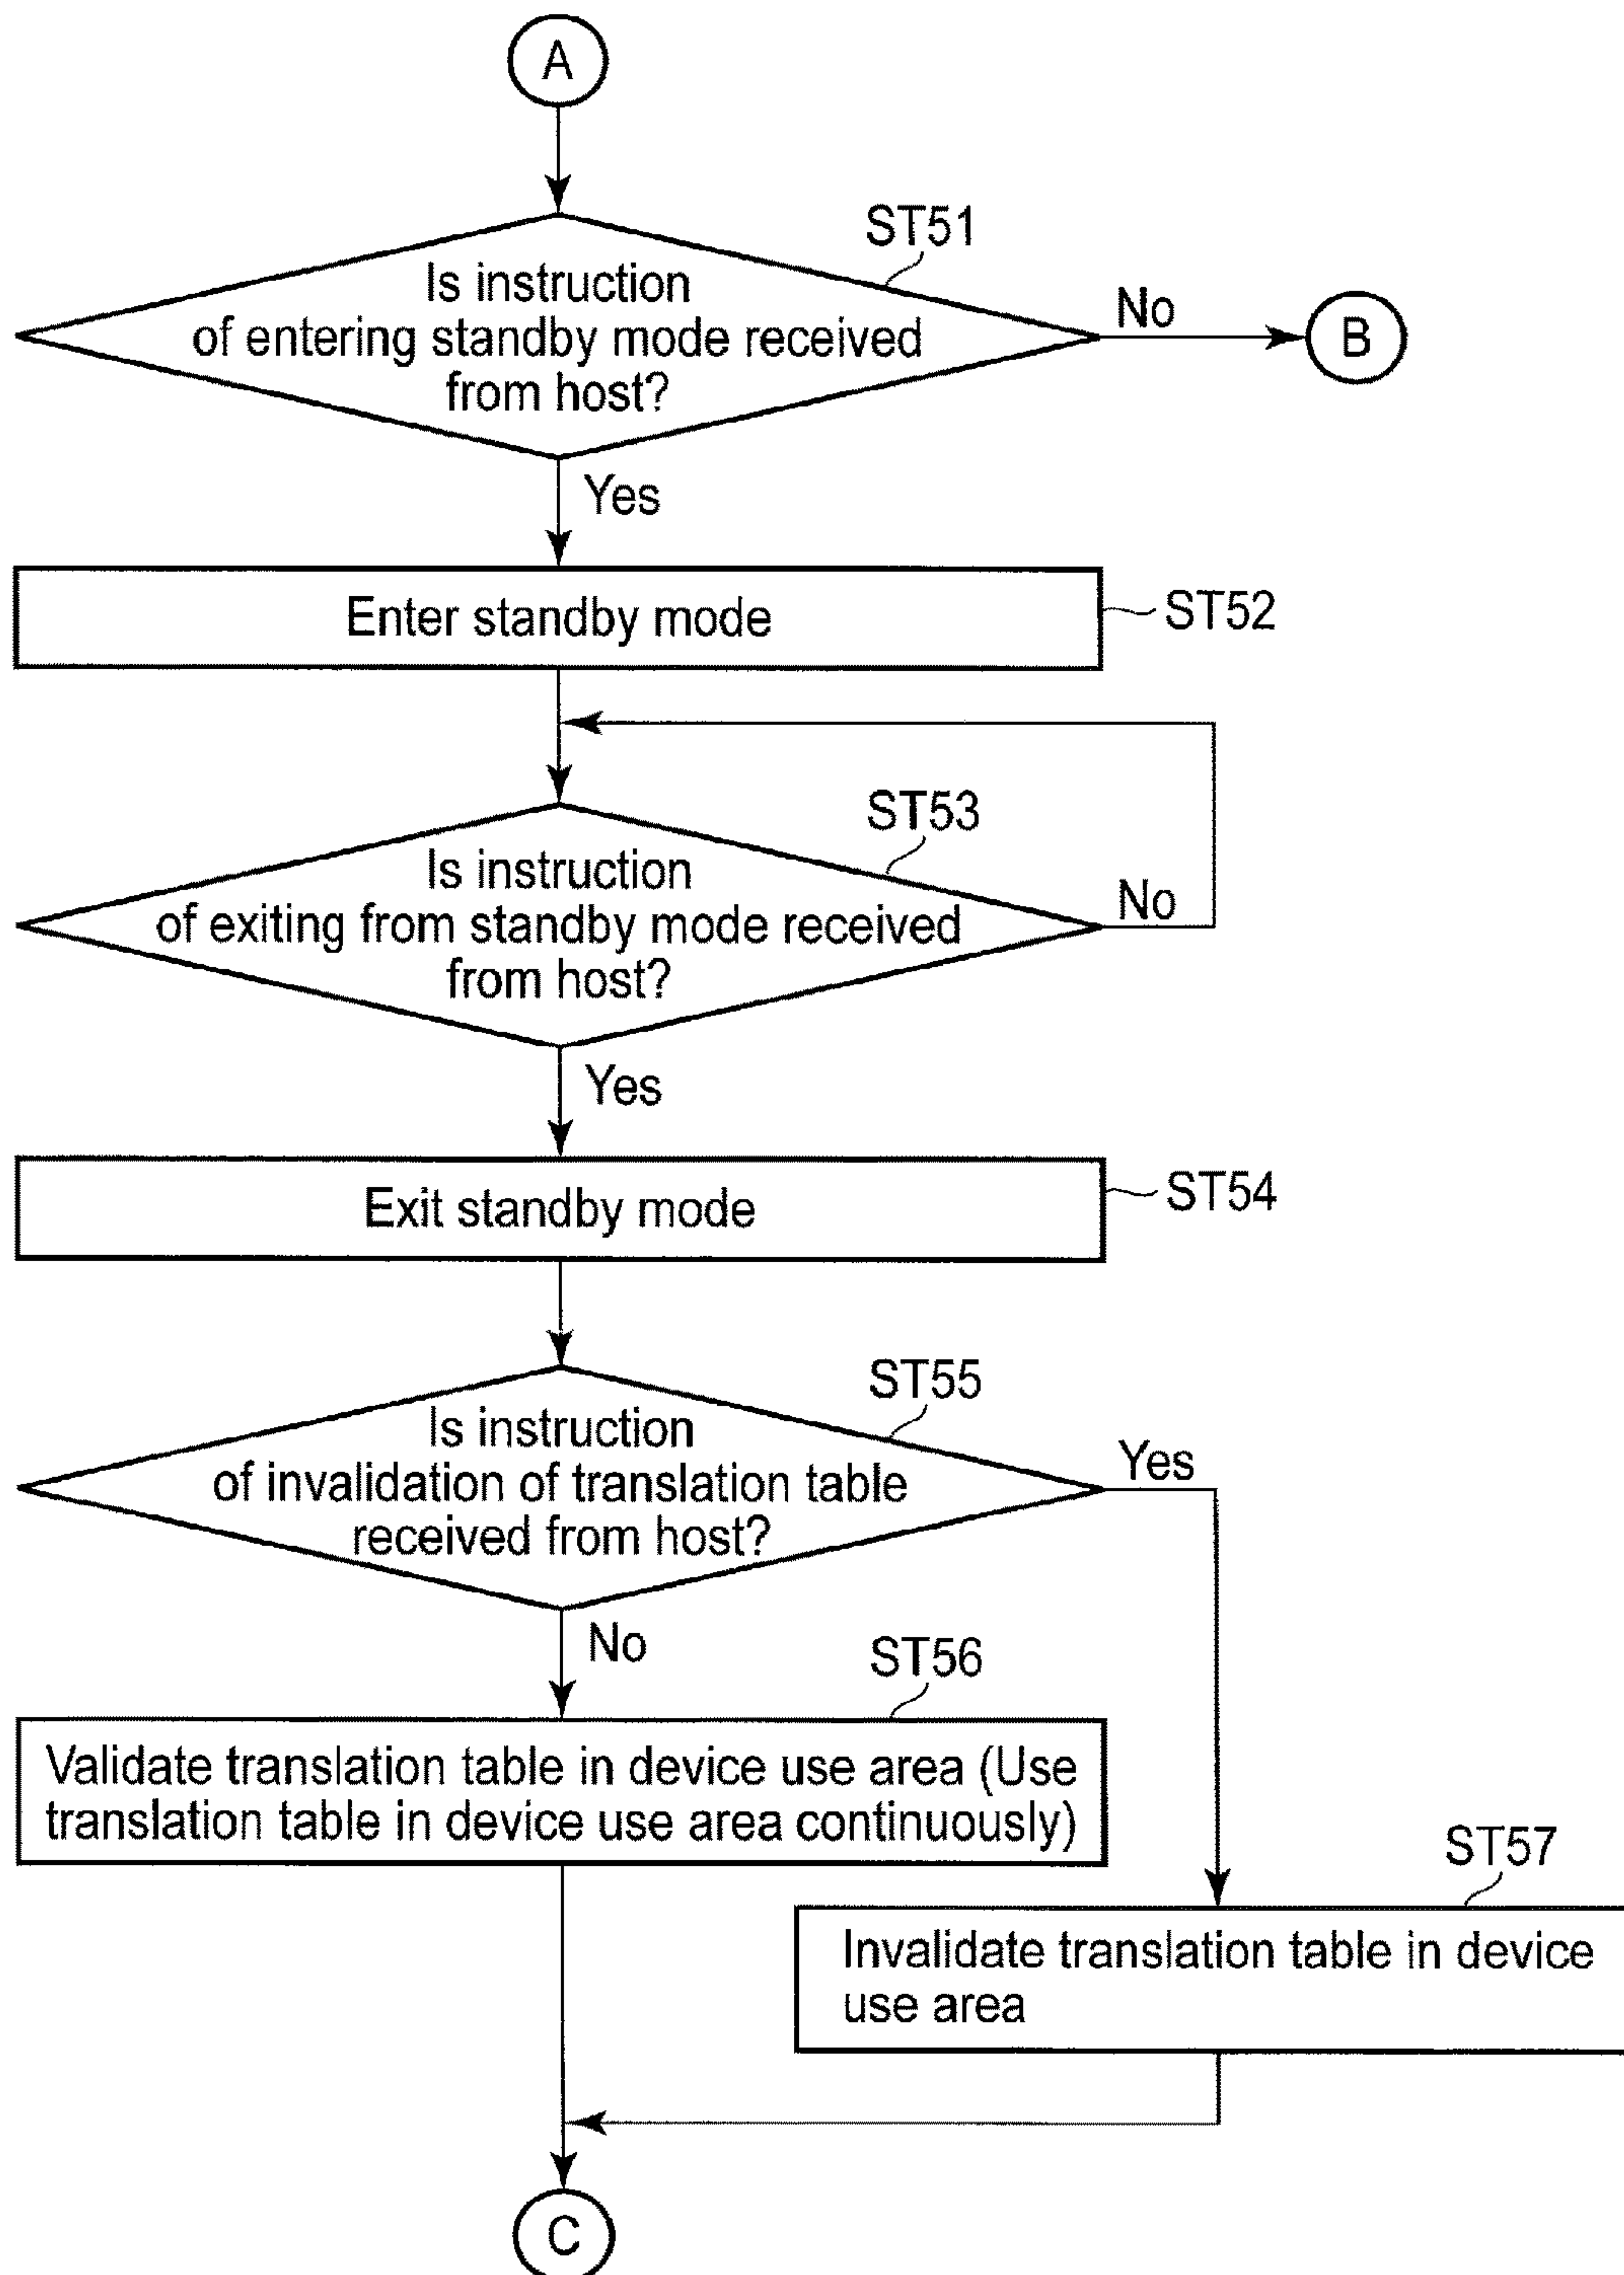 A
ST51
Is instruction
of entering standby mode received
from host?
No
B
Yes
Enter standby mode
ST52
ST53
Is instruction
of exiting from standby mode received
from host?
No
Yes
Exit standby mode
ST54
ST55
Is instruction
of invalidation of translation table
received from host?
Yes
No
ST56
Validate translation table in device use area (Use
translation table in device use area continuously)
ST57
Invalidate translation table in device
use area
C